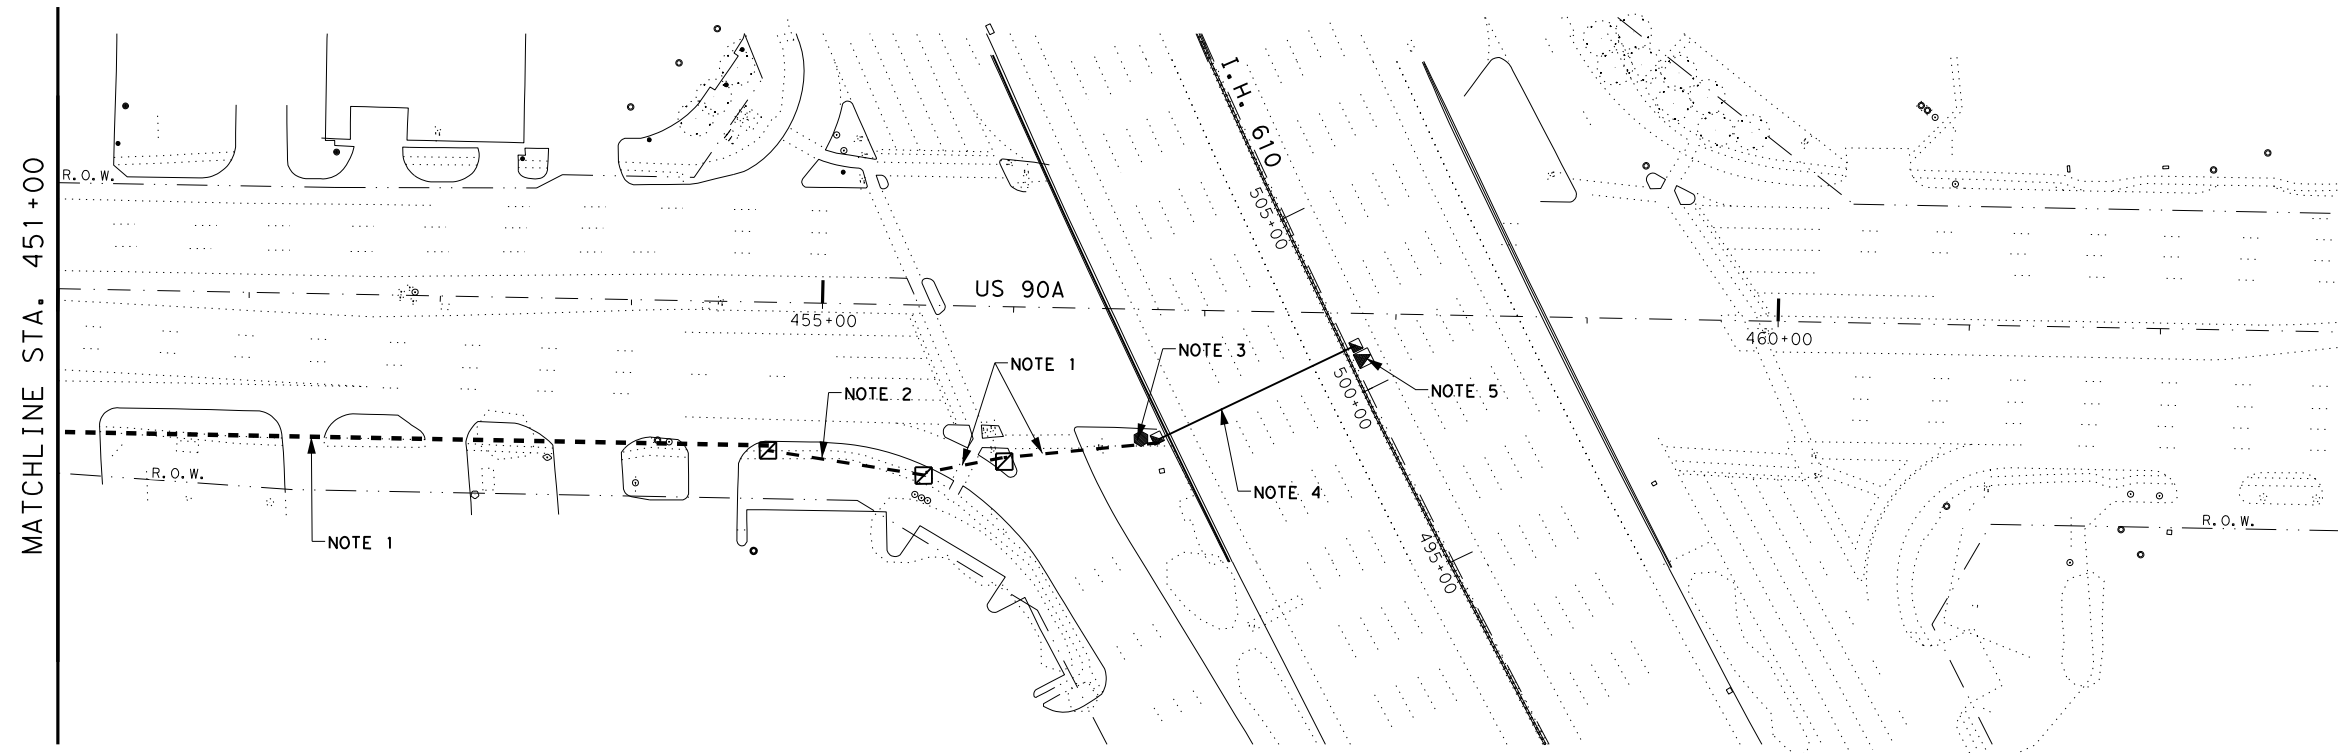 MATCHLINE STA. 451+00
R.O.W.
I.H. 610
505+00
US 90A
455+00
460+00
NOTE 3
NOTE 1
NOTE 2
NOTE 5
500+00
R.O.W.
NOTE 4
R.O.W.
NOTE 1
495+00